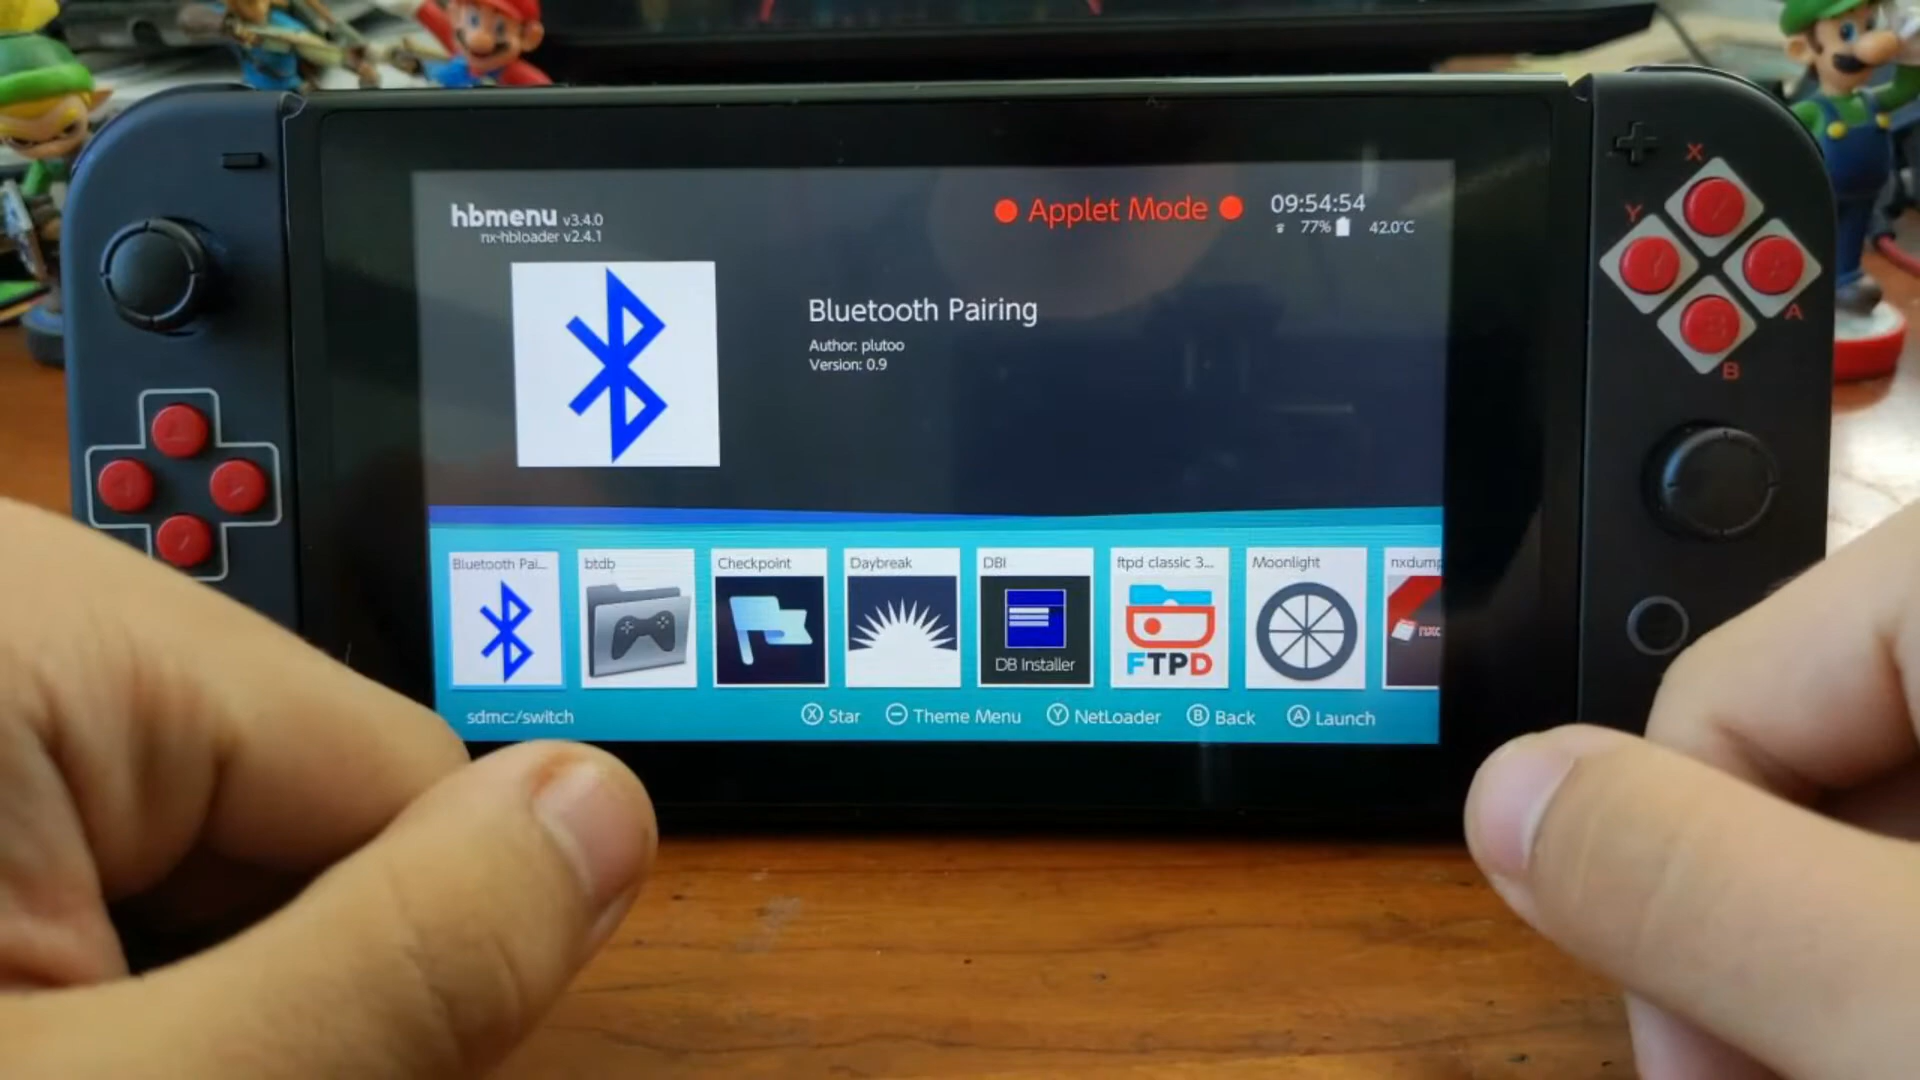 hbmenu v3.4.0
nx-hbloader v2.4.1
Applet Mode
09:54:54
77% 42.0°C
Bluetooth Pairing
Author: plutoo
Version: 0.9
Bluetooth Pai...
btdb
Checkpoint
Daybreak
DBI
ftpd classic 3...
Moonlight
nxdump
DB Installer
FTPD
nxd
sdmc:/switch
X Star
Theme Menu
Y NetLoader
B Back
A Launch
X
Y
A
B